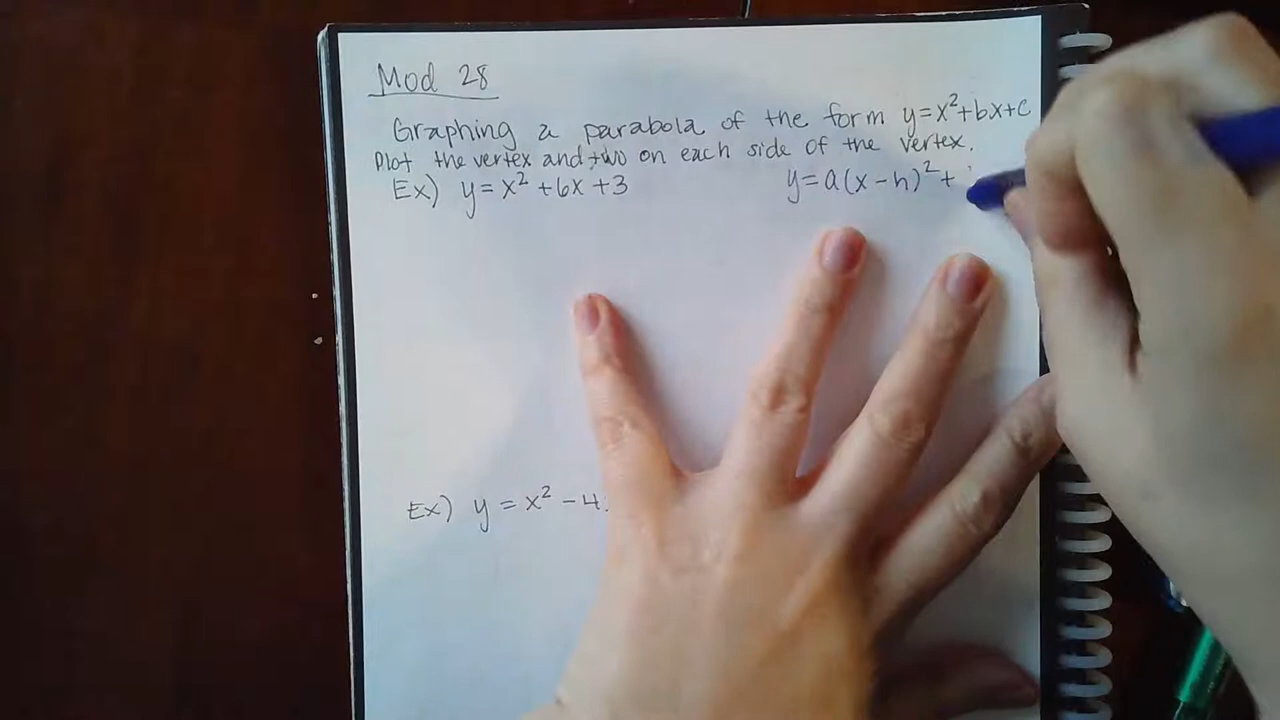 Mod 28
Graphing a parabola of the form y=x²+bx+c
Plot the vertex and two on each side of the vertex.
Ex) y=x²+6x+3
y=a(x-h)²+
Ex) y=x²-4